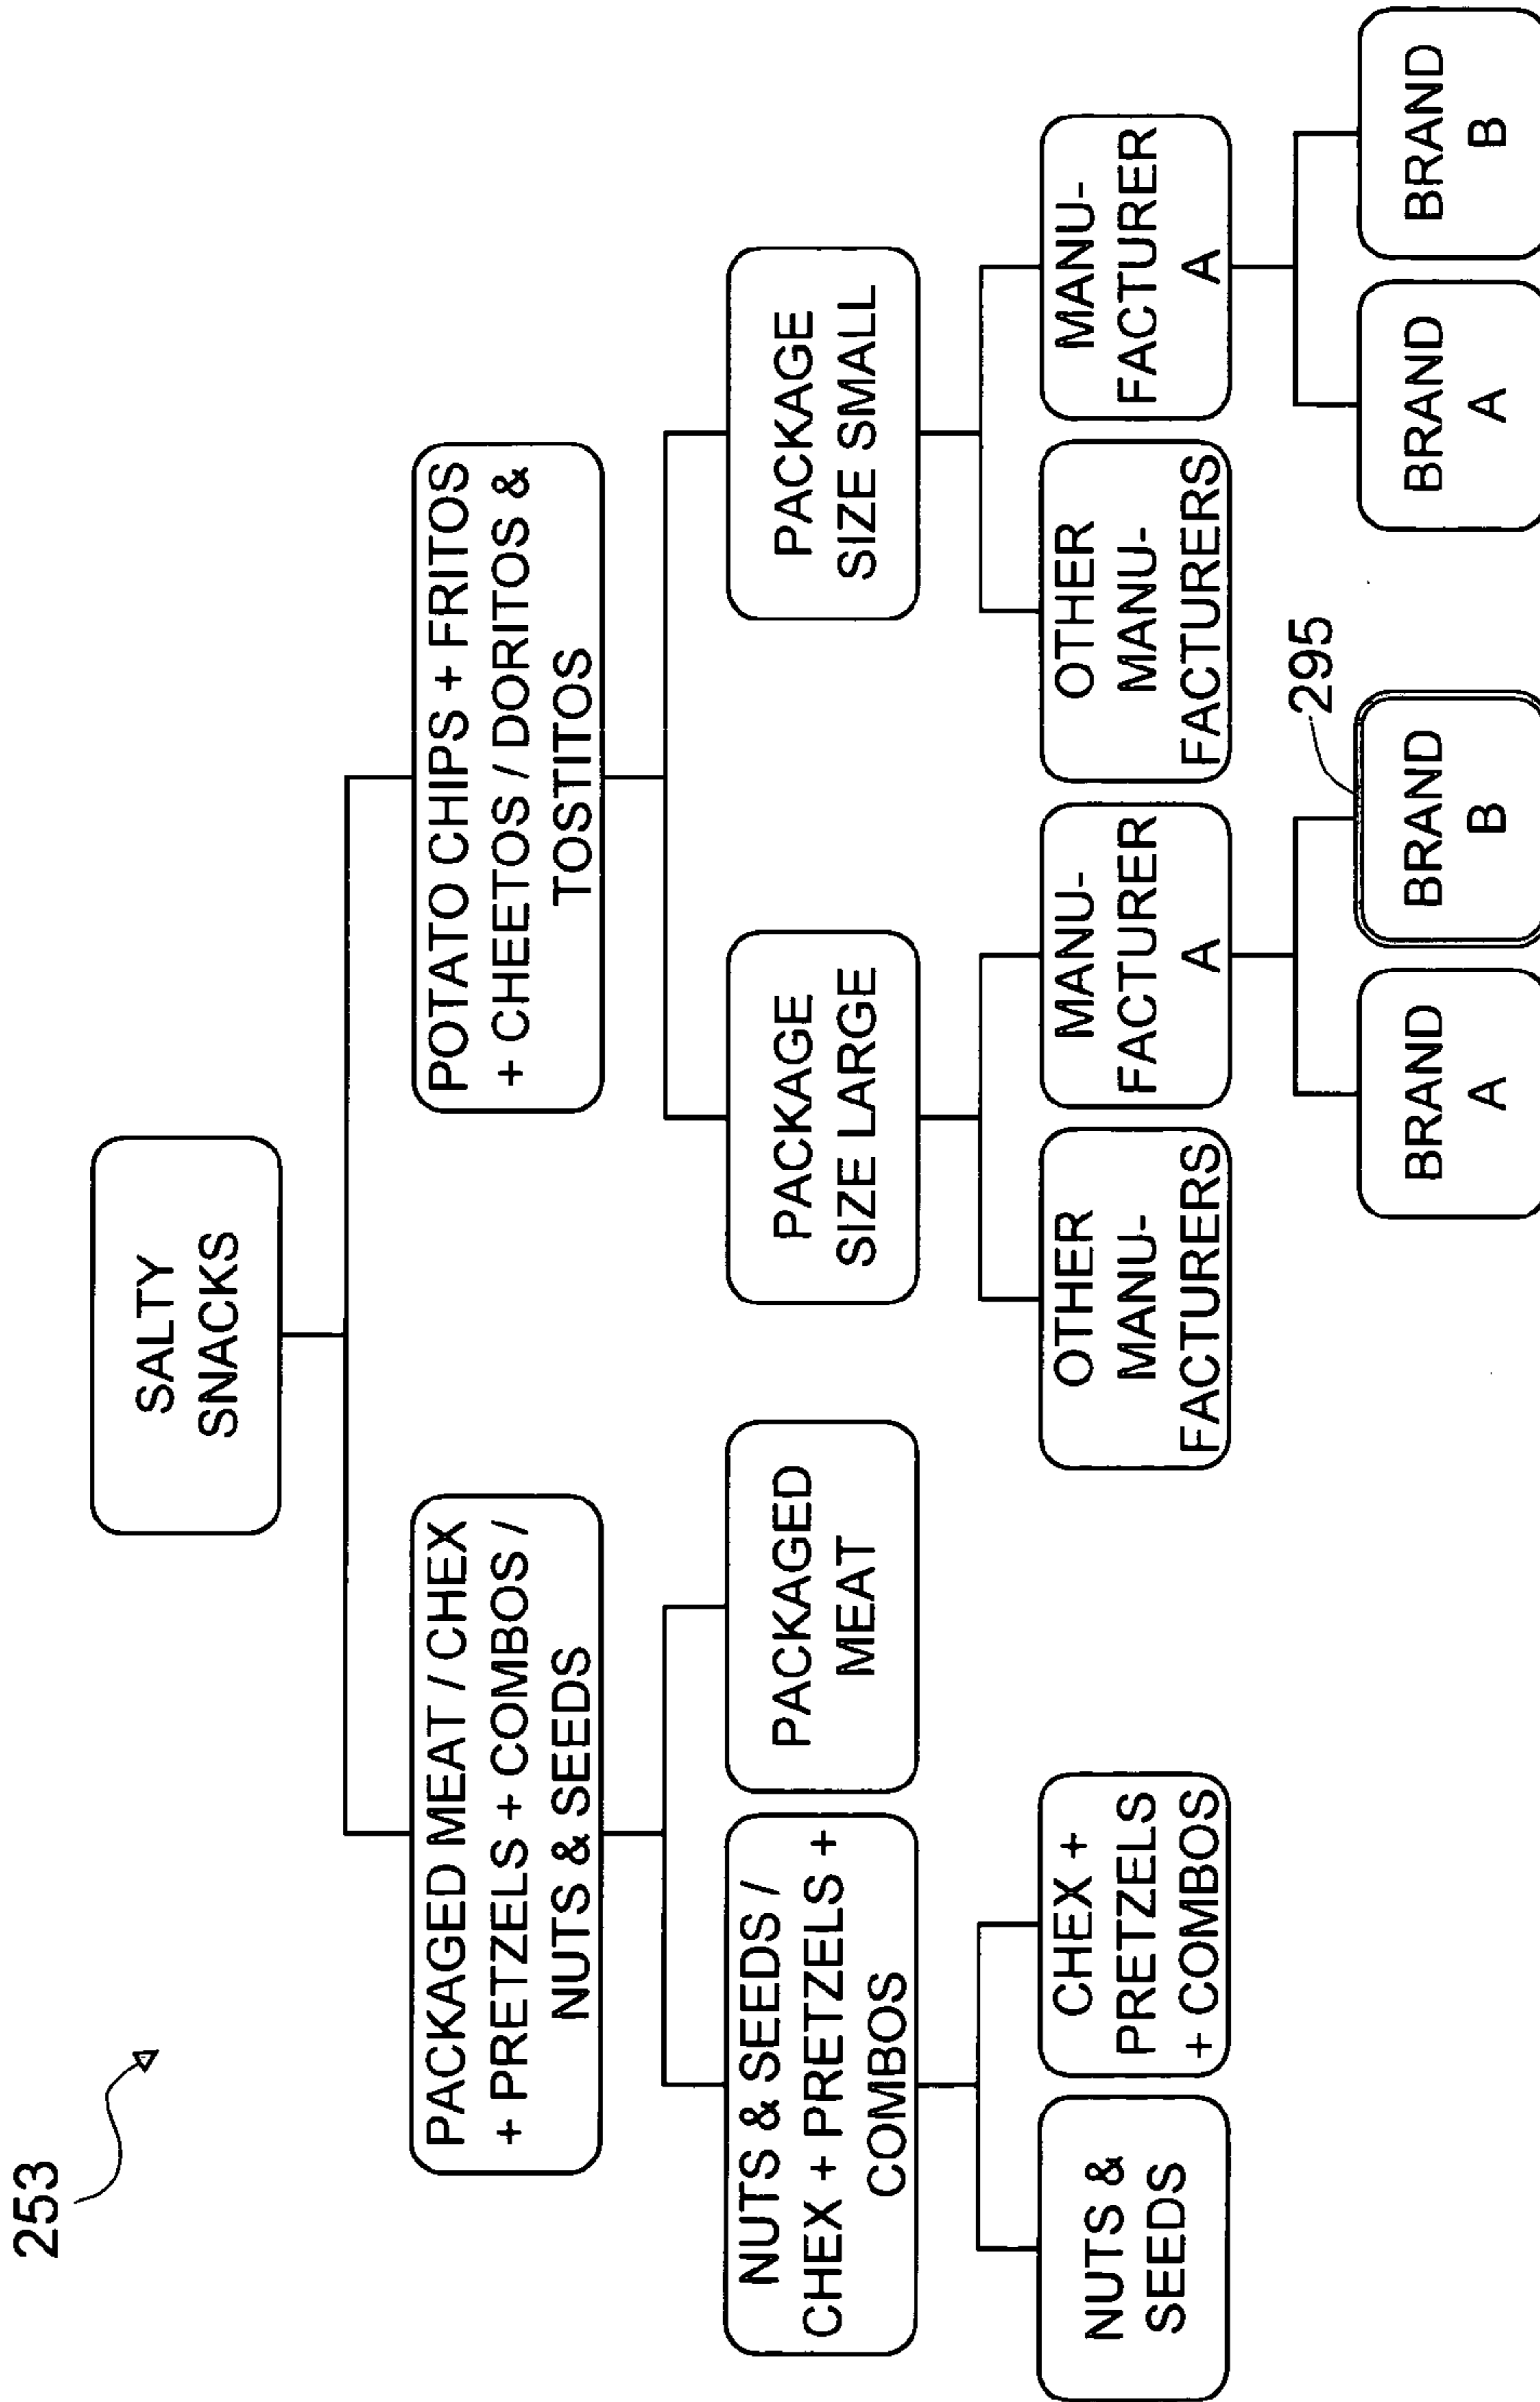 253
SALTY
SNACKS
PACKAGED MEAT / CHEX
+ PRETZELS + COMBOS /
NUTS & SEEDS
POTATO CHIPS + FRITOS
+ CHEETOS / DORITOS &
TOSTITOS
NUTS & SEEDS /
CHEX + PRETZELS +
COMBOS
PACKAGED
MEAT
PACKAGE
SIZE LARGE
PACKAGE
SIZE SMALL
NUTS &
SEEDS
CHEX +
PRETZELS
+ COMBOS
OTHER
MANU-
FACTURERS
MANU-
FACTURER
A
OTHER
MANU-
FACTURERS
MANU-
FACTURER
A
295
BRAND
A
BRAND
B
BRAND
A
BRAND
B